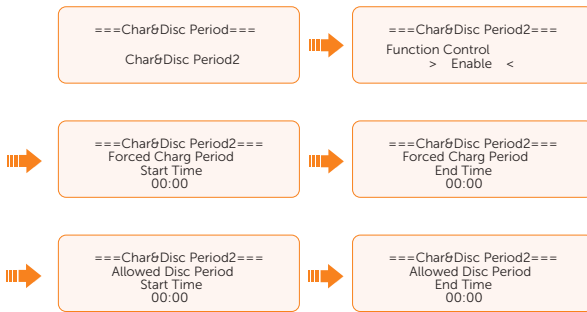 ===Char&Disc Period===
Char&Disc Period2
===Char&Disc Period2===
Function Control
> Enable <
===Char&Disc Period2===
Forced Charg Period
Start Time
00:00
===Char&Disc Period2===
Forced Charg Period
End Time
00:00
===Char&Disc Period2===
Allowed Disc Period
Start Time
00:00
===Char&Disc Period2===
Allowed Disc Period
End Time
00:00